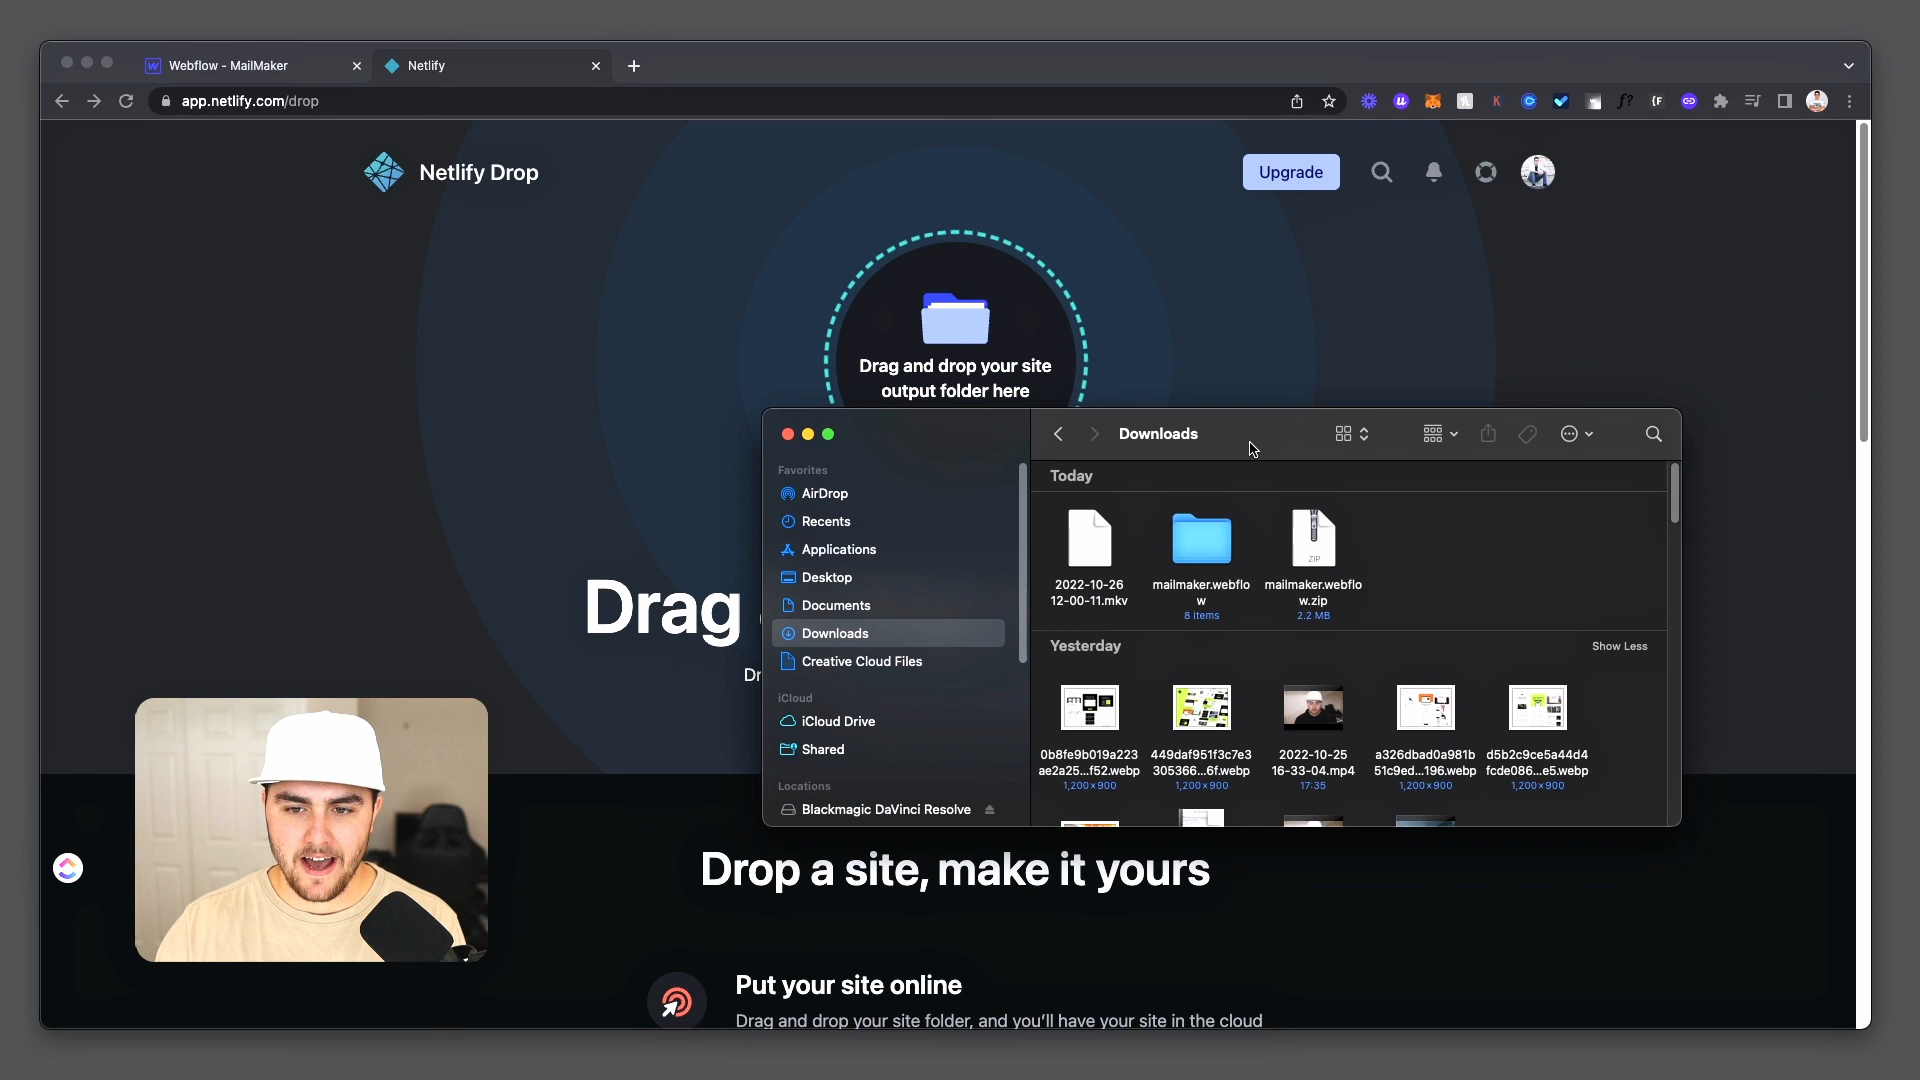 Webflow - MailMaker
Netlify
app.netlify.com/drop
Netlify Drop
Upgrade
Drag and drop your site
output folder here
Drag
Dr
Downloads
Favorites
AirDrop
Recents
Applications
Desktop
Documents
Downloads
Creative Cloud Files
iCloud
iCloud Drive
Shared
Locations
Blackmagic DaVinci Resolve
Today
2022-10-26
12-00-11.mkv
mailmaker.webflo
w
8 items
ZIP
mailmaker.webflo
w.zip
2.2 MB
Yesterday
Show Less
0b8fe9b019a223
ae2a25...f52.webp
1,200×900
449daf951f3c7e3
305366...6f.webp
1,200×900
2022-10-25
16-33-04.mp4
17:35
a326dbad0a981b
51c9ed...196.webp
1,200×900
d5b2c9ce5a44d4
fcde086...e5.webp
1,200×900
Drop a site, make it yours
Put your site online
Drag and drop your site folder, and you'll have your site in the cloud